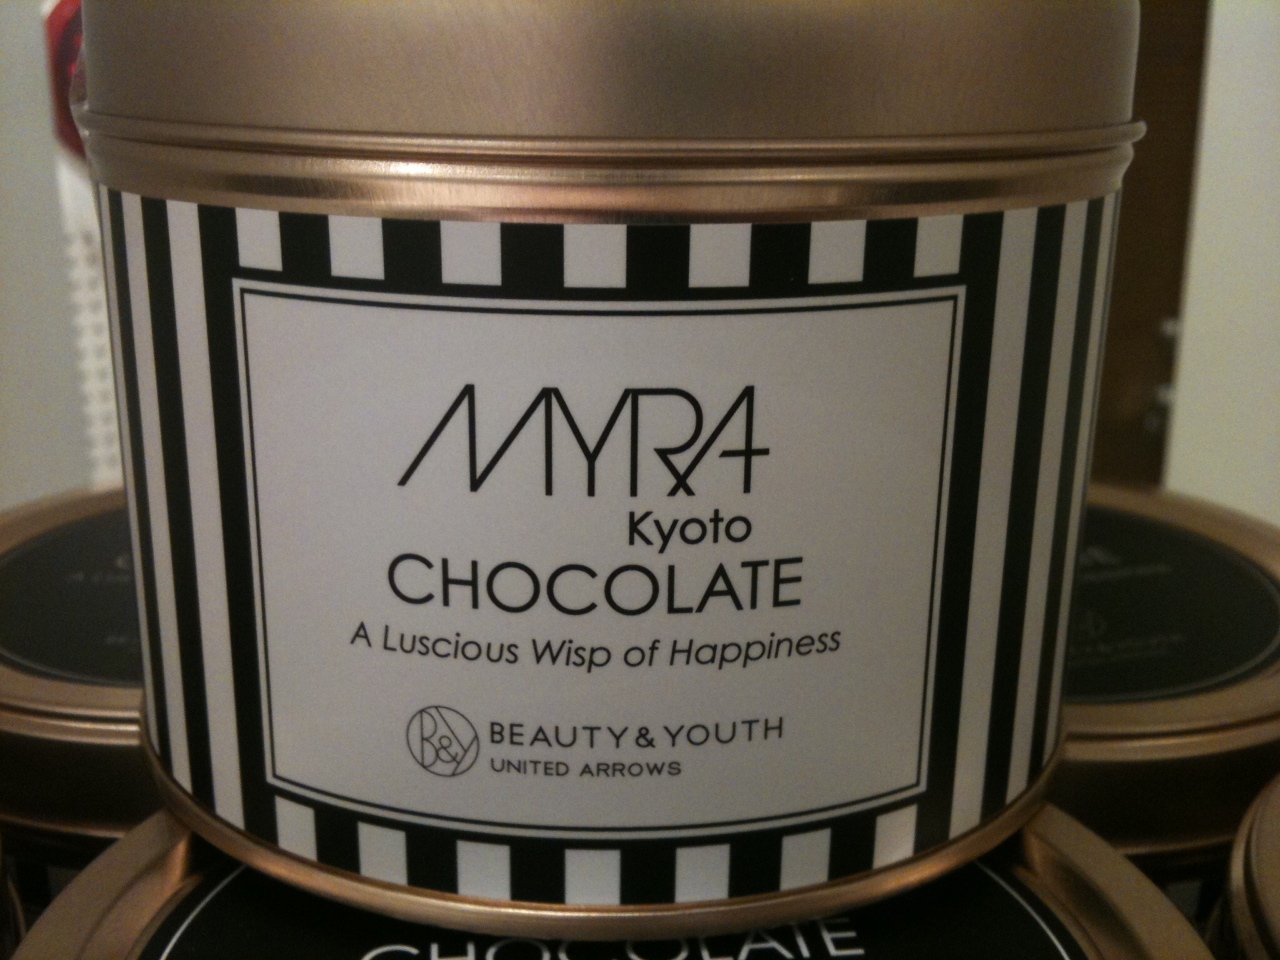 MYRA
Kyoto
CHOCOLATE
A Luscious Wisp of Happiness
B&Y BEAUTY & YOUTH
UNITED ARROWS
CHOCOLATE